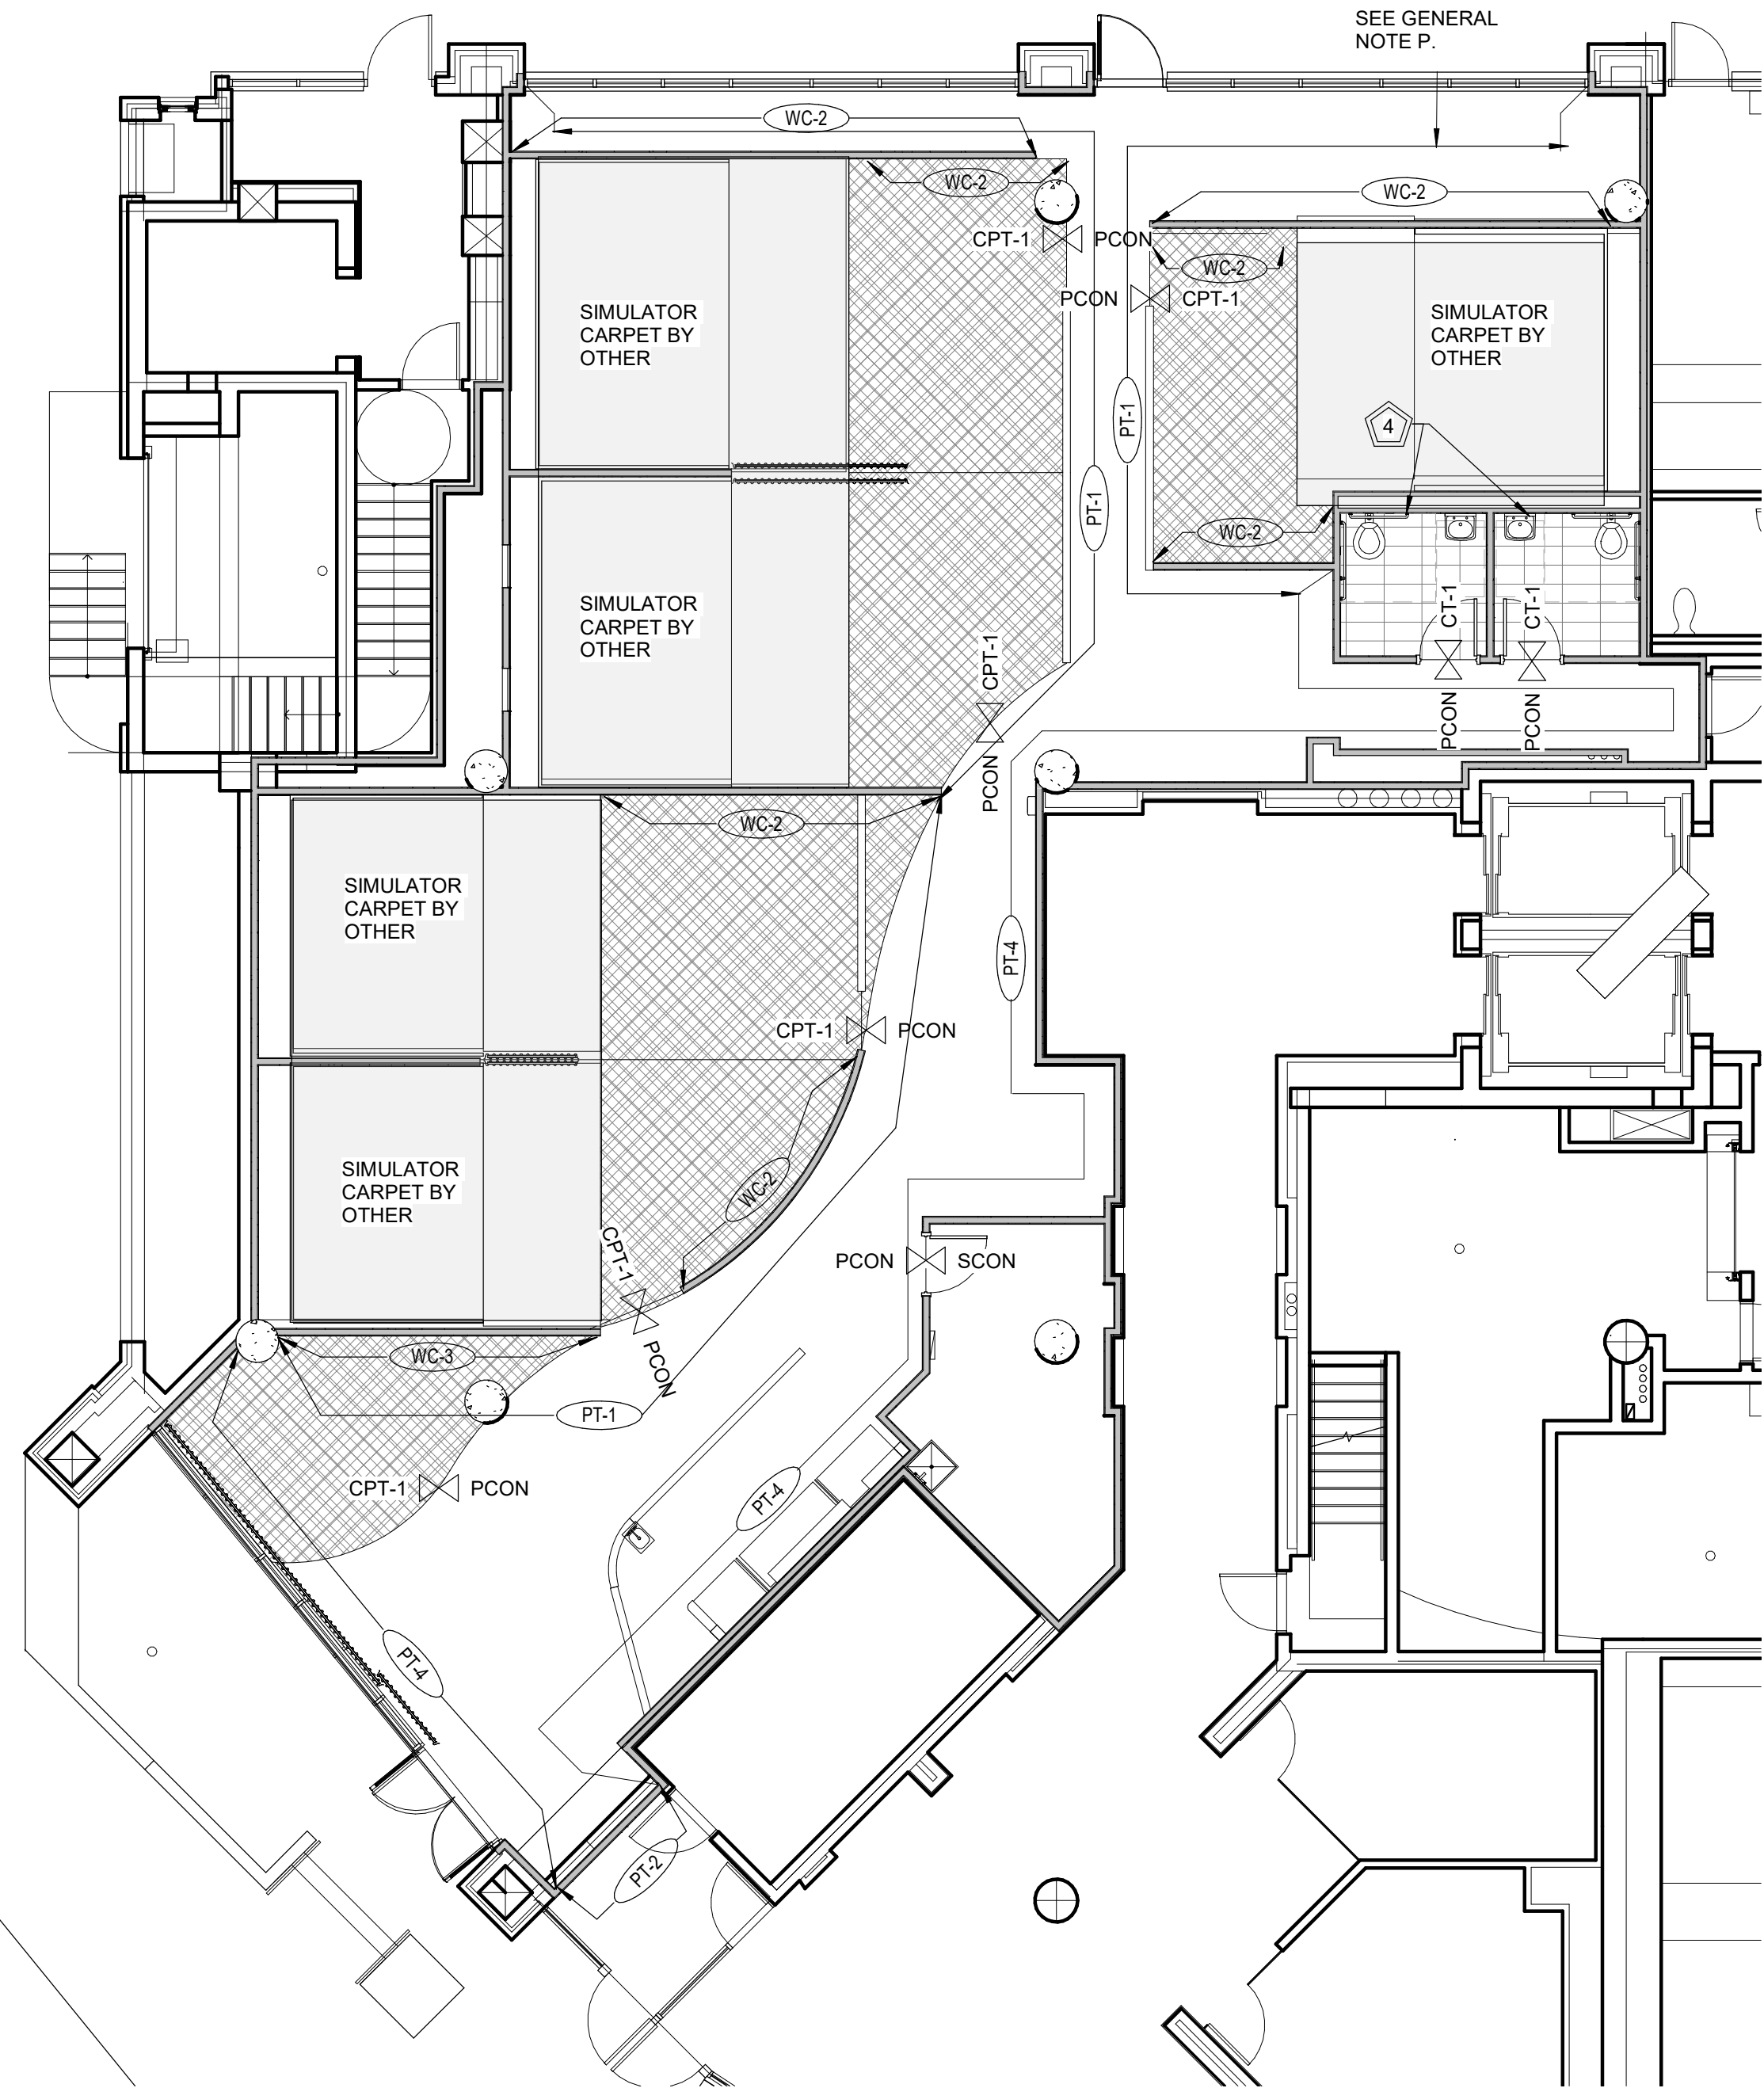 SEE GENERAL
NOTE P.
WC-2
WC-2
WC-2
CPT-1
PCON
WC-2
PCON
CPT-1
SIMULATOR
CARPET BY
OTHER
SIMULATOR
CARPET BY
OTHER
PT-1
4
PT-1
WC-2
SIMULATOR
CARPET BY
OTHER
CPT-1
PCON
CT-1
PCON
CT-1
PCON
WC-2
SIMULATOR
CARPET BY
OTHER
PT-4
CPT-1
PCON
SIMULATOR
CARPET BY
OTHER
WC-2
CPT-1
PCON
PCON
SCON
WC-3
PT-1
CPT-1
PCON
PT-4
PT-4
PT-2